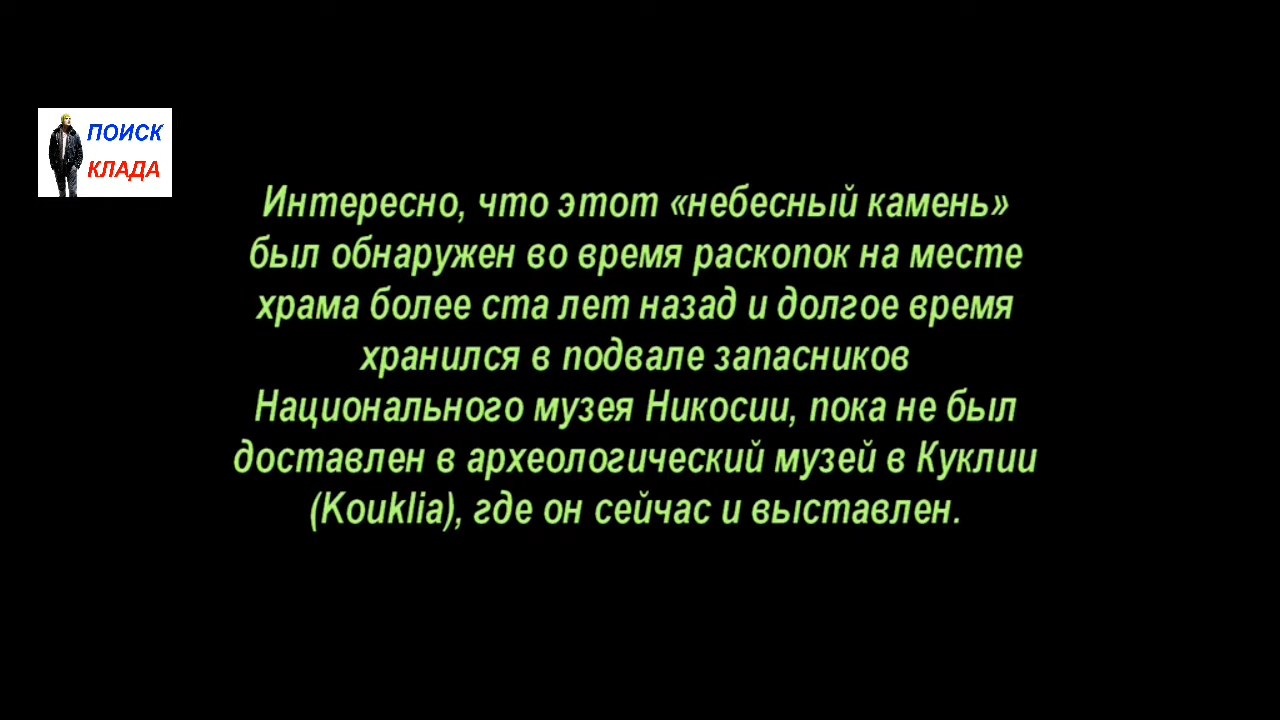 ПОИСК
КЛАДА
Интересно, что этот «небесный камень»
был обнаружен во время раскопок на месте
храма более ста лет назад и долгое время
хранился в подвале запасников
Национального музея Никосии, пока не был
доставлен в археологический музей в Куклии
(Kouklia), где он сейчас и выставлен.